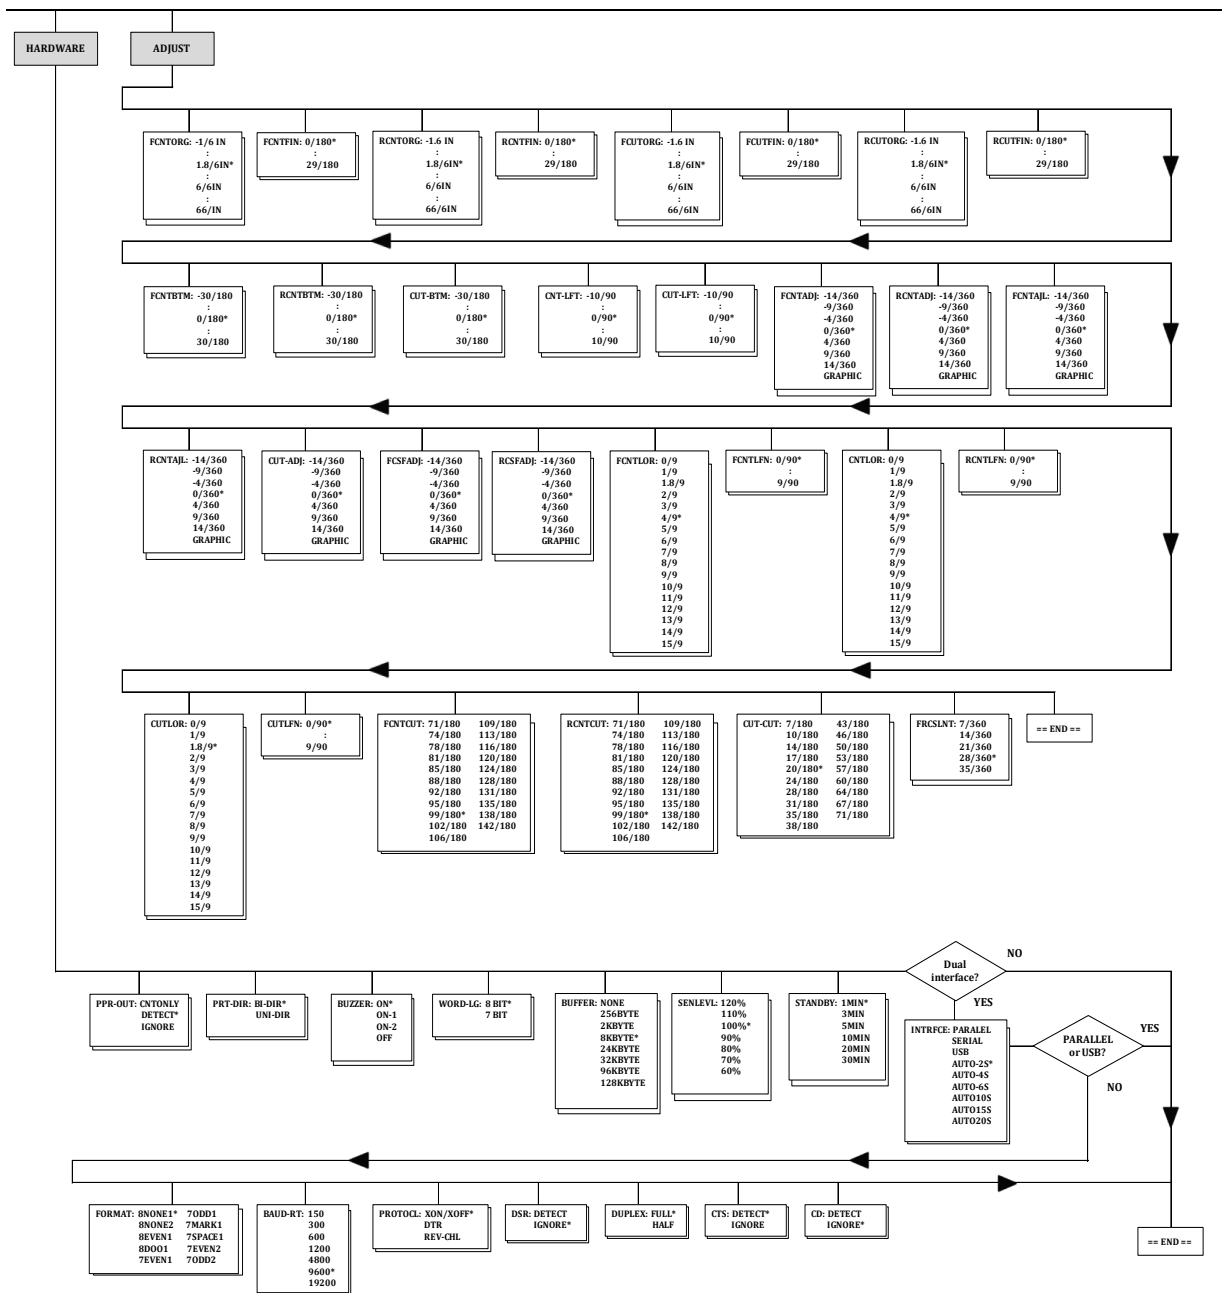 HARDWARE
ADJUST
FCNTORG: -1/6 IN
:
1.8/6IN*
:
6/6IN
:
66/IN
FCNTFIN: 0/180*
:
29/180
RCNTORG: -1.6 IN
:
1.8/6IN*
:
6/6IN
:
66/6IN
RCNTFIN: 0/180*
:
29/180
FCUTORG: -1.6 IN
:
1.8/6IN*
:
6/6IN
:
66/6IN
FCUTFIN: 0/180*
:
29/180
RCUTORG: -1.6 IN
:
1.8/6IN*
:
6/6IN
:
66/6IN
RCUTFIN: 0/180*
:
29/180
FCNTBTM: -30/180
:
0/180*
:
30/180
RCNTBTM: -30/180
:
0/180*
:
30/180
CUT-BTM: -30/180
:
0/180*
:
30/180
CNT-LFT: -10/90
:
0/90*
:
10/90
CUT-LFT: -10/90
:
0/90*
:
10/90
FCNTADJ: -14/360
-9/360
-4/360
0/360*
4/360
9/360
14/360
GRAPHIC
RCNTADJ: -14/360
-9/360
-4/360
0/360*
4/360
9/360
14/360
GRAPHIC
FCNTAJL: -14/360
-9/360
-4/360
0/360*
4/360
9/360
14/360
GRAPHIC
RCNTAJL: -14/360
-9/360
-4/360
0/360*
4/360
9/360
14/360
GRAPHIC
CUT-ADJ: -14/360
-9/360
-4/360
0/360*
4/360
9/360
14/360
GRAPHIC
FCSFADJ: -14/360
-9/360
-4/360
0/360*
4/360
9/360
14/360
GRAPHIC
RCSFADJ: -14/360
-9/360
-4/360
0/360*
4/360
9/360
14/360
GRAPHIC
FCNTLOR: 0/9
1/9
1.8/9
2/9
3/9
4/9*
5/9
6/9
7/9
8/9
9/9
10/9
11/9
12/9
13/9
14/9
15/9
FCNTLFN: 0/90*
:
9/90
CNTLOR: 0/9
1/9
1.8/9
2/9
3/9
4/9*
5/9
6/9
7/9
8/9
9/9
10/9
11/9
12/9
13/9
14/9
15/9
RCNTLFN: 0/90*
:
9/90
CUTLOR: 0/9
1/9
1.8/9*
2/9
3/9
4/9
5/9
6/9
7/9
8/9
9/9
10/9
11/9
12/9
13/9
14/9
15/9
CUTLFN: 0/90*
:
9/90
FCNTCUT: 71/180 109/180
74/180 113/180
78/180 116/180
81/180 120/180
85/180 124/180
88/180 128/180
92/180 131/180
95/180 135/180
99/180* 138/180
102/180 142/180
106/180
RCNTCUT: 71/180 109/180
74/180 113/180
78/180 116/180
81/180 120/180
85/180 124/180
88/180 128/180
92/180 131/180
95/180 135/180
99/180* 138/180
102/180 142/180
106/180
CUT-CUT: 7/180 43/180
10/180 46/180
14/180 50/180
17/180 53/180
20/180* 57/180
24/180 60/180
28/180 64/180
31/180 67/180
35/180 71/180
38/180
FRCSLNT: 7/360
14/360
21/360
28/360*
35/360
== END ==
PPR-OUT: CNTONLY
DETECT*
IGNORE
PRT-DIR: BI-DIR*
UNI-DIR
BUZZER: ON*
ON-1
ON-2
OFF
WORD-LG: 8 BIT*
7 BIT
BUFFER: NONE
256BYTE
2KBYTE
8KBYTE*
24KBYTE
32KBYTE
96KBYTE
128KBYTE
SENLEVL: 120%
110%
100%*
90%
80%
70%
60%
STANDBY: 1MIN*
3MIN
5MIN
10MIN
20MIN
30MIN
Dual
interface?
NO
YES
INTRFCE: PARALEL
SERIAL
USB
AUTO-2S*
AUTO-4S
AUTO-6S
AUTO10S
AUTO15S
AUTO20S
PARALLEL
or USB?
YES
NO
FORMAT: 8NONE1* 7ODD1
8NONE2 7MARK1
8EVEN1 7SPACE1
8DOO1 7EVEN2
7EVEN1 7ODD2
BAUD-RT: 150
300
600
1200
4800
9600*
19200
PROTOCL: XON/XOFF*
DTR
REV-CHL
DSR: DETECT
IGNORE*
DUPLEX: FULL*
HALF
CTS: DETECT*
IGNORE
CD: DETECT
IGNORE*
== END ==